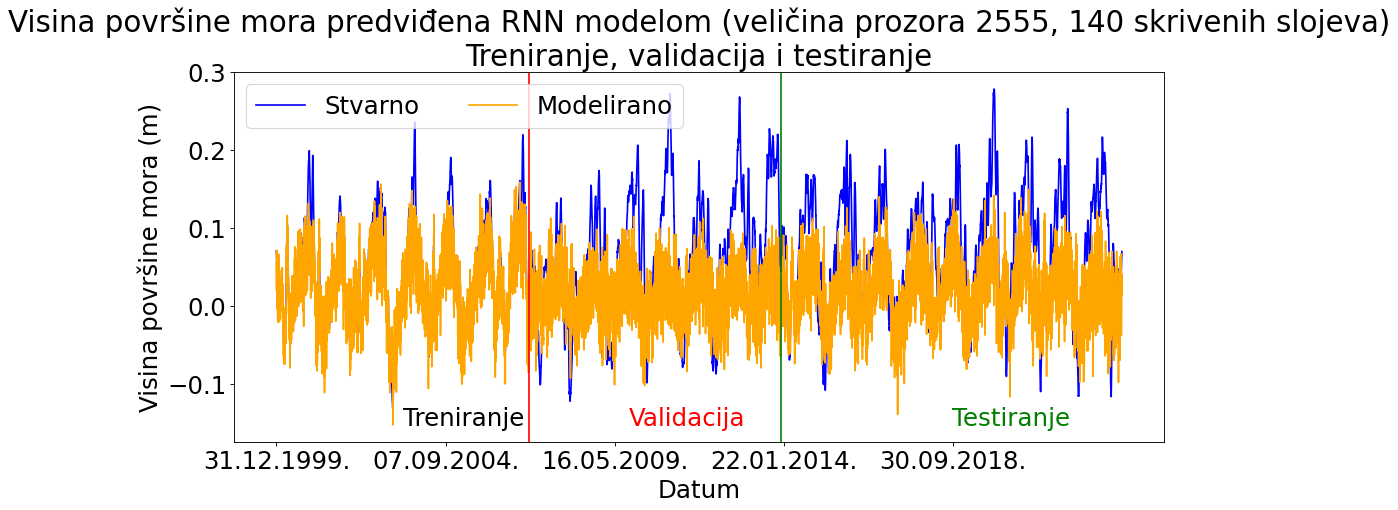 Visina površine mora predviđena RNN modelom (veličina prozora 2555, 140 skrivenih slojeva)
Treniranje, validacija i testiranje
Stvarno
Modelirano
Visina površine mora (m)
0.3
0.2
0.1
0.0
−0.1
Treniranje
Validacija
Testiranje
31.12.1999.
07.09.2004.
16.05.2009.
22.01.2014.
30.09.2018.
Datum